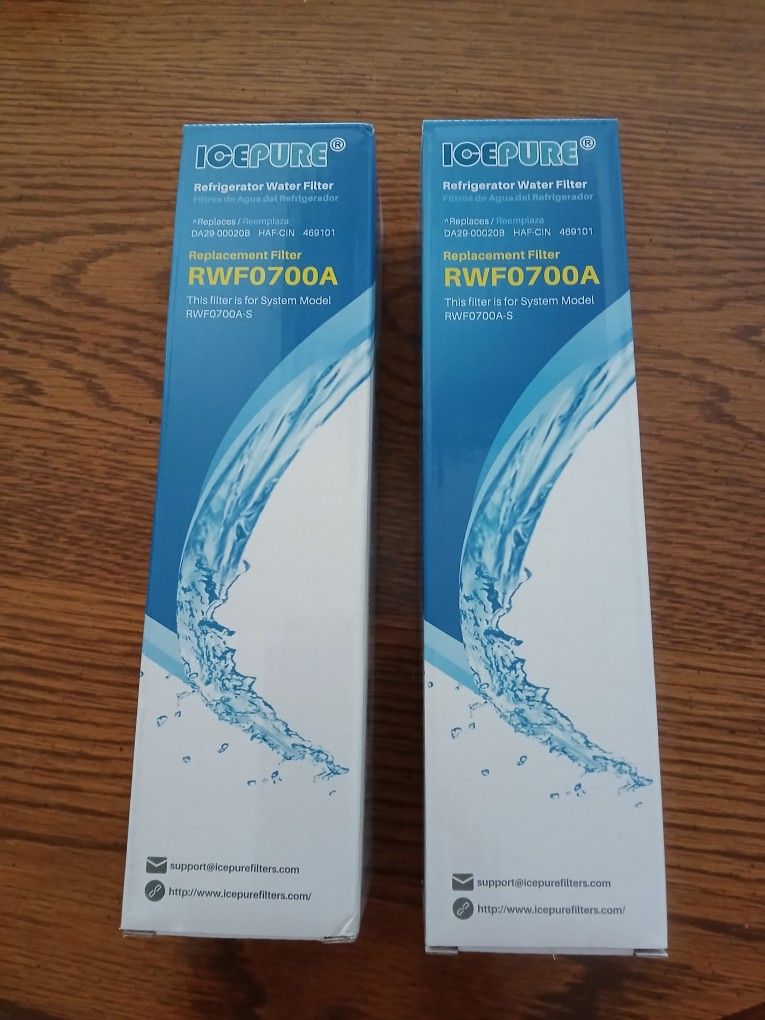 ICEPURE®
Refrigerator Water Filter
Filtros de Agua del Refrigerador
^Replaces / Reemplaza
DA29-00020B HAF-CIN 469101
Replacement Filter
RWF0700A
This filter is for System Model
RWF0700A-S
support@icepurefilters.com
http://www.icepurefilters.com/
ICEPURE®
Refrigerator Water Filter
Filtros de Agua del Refrigerador
^Replaces / Reemplaza
DA29-00020B HAF-CIN 469101
Replacement Filter
RWF0700A
This filter is for System Model
RWF0700A-S
support@icepurefilters.com
http://www.icepurefilters.com/